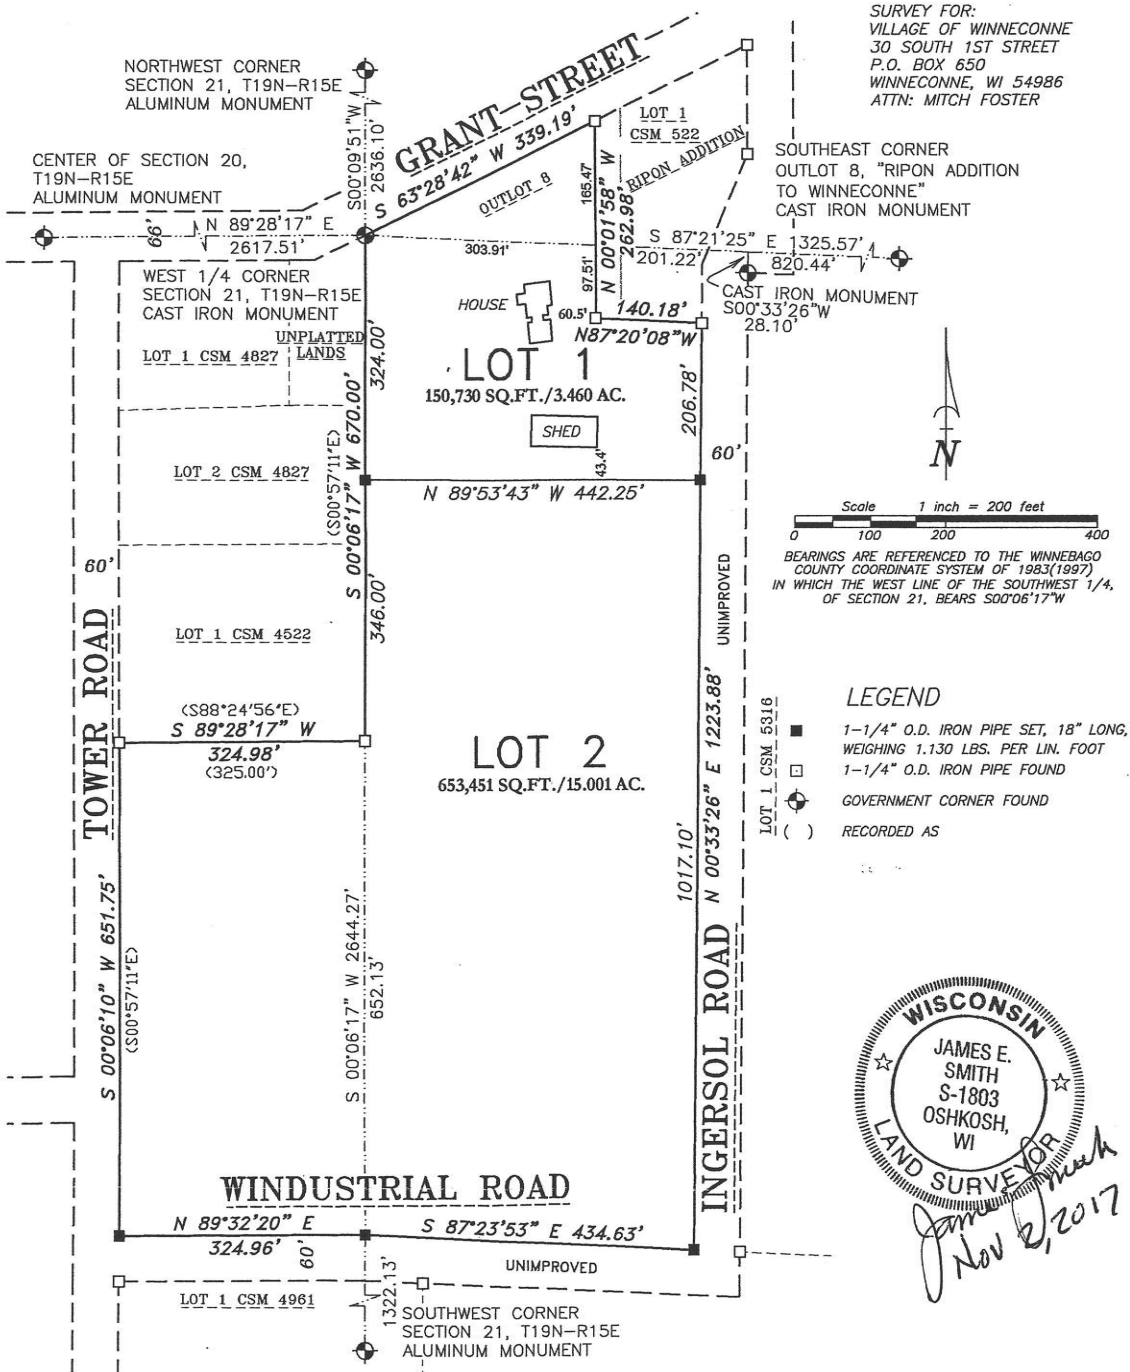 SURVEY FOR:
VILLAGE OF WINNECONNE
30 SOUTH 1ST STREET
P.O. BOX 650
WINNECONNE, WI 54986
ATTN: MITCH FOSTER
NORTHWEST CORNER
SECTION 21, T19N-R15E
ALUMINUM MONUMENT
S00°09'51"W
2636.10'
GRANT STREET
S 63°28'42" W 339.19'
OUTLOT 8
LOT 1
CSM 522
RIPON ADDITION
CENTER OF SECTION 20,
T19N-R15E
ALUMINUM MONUMENT
66'
N 89°28'17" E
2617.51'
WEST 1/4 CORNER
SECTION 21, T19N-R15E
CAST IRON MONUMENT
SOUTHEAST CORNER
OUTLOT 8, "RIPON ADDITION
TO WINNECONNE"
CAST IRON MONUMENT
165.47'
N 00°01'58" W
262.98'
97.51'
303.91'
S 87°21'25" E 1325.57'
201.22'
820.44'
CAST IRON MONUMENT
S00°33'26"W
28.10'
HOUSE
60.5'
140.18'
N87°20'08"W
UNPLATTED
LANDS
LOT 1 CSM 4827
324.00'
LOT 1
150,730 SQ.FT./3.460 AC.
SHED
43.4'
206.78'
60'
N
LOT 2 CSM 4827
(S00°57'11"E)
S 00°06'17" W 670.00'
N 89°53'43" W 442.25'
Scale 1 inch = 200 feet
0 100 200 400
BEARINGS ARE REFERENCED TO THE WINNEBAGO
COUNTY COORDINATE SYSTEM OF 1983(1997)
IN WHICH THE WEST LINE OF THE SOUTHWEST 1/4,
OF SECTION 21, BEARS S00°06'17"W
60'
TOWER ROAD
LOT 1 CSM 4522
346.00'
UNIMPROVED
(S88°24'56"E)
S 89°28'17" W
324.98'
(325.00')
LOT 2
653,451 SQ.FT./15.001 AC.
N 00°33'26" E 1223.88'
1017.10'
LOT 1 CSM 5316
LEGEND
1-1/4" O.D. IRON PIPE SET, 18" LONG,
WEIGHING 1.130 LBS. PER LIN. FOOT
1-1/4" O.D. IRON PIPE FOUND
GOVERNMENT CORNER FOUND
( ) RECORDED AS
S 00°06'10" W 651.75'
(S00°57'11"E)
S 00°06'17" W 2644.27'
652.13'
INGERSOL ROAD
WISCONSIN
JAMES E.
SMITH
S-1803
OSHKOSH,
WI
LAND SURVEYOR
James Smith
Nov 2, 2017
WINDUSTRIAL ROAD
N 89°32'20" E
324.96'
60'
S 87°23'53" E 434.63'
UNIMPROVED
LOT 1 CSM 4961
1322.13'
SOUTHWEST CORNER
SECTION 21, T19N-R15E
ALUMINUM MONUMENT